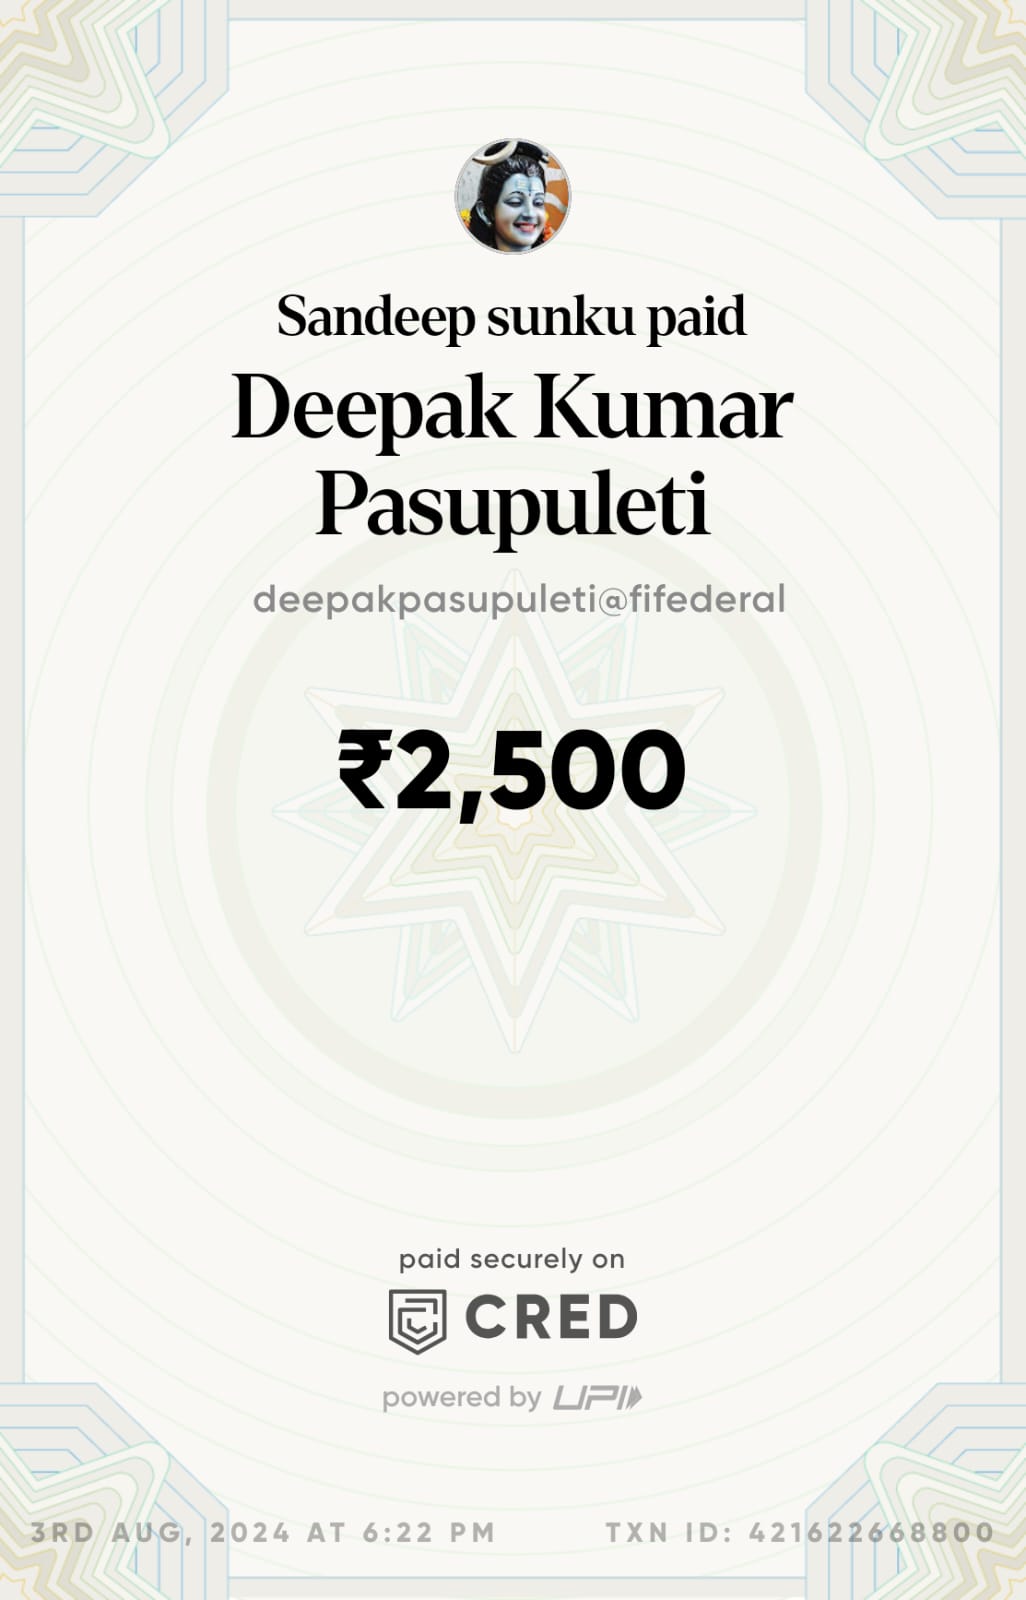 Sandeep sunku paid
Deepak Kumar
Pasupuleti
deepakpasupuleti@fifederal
₹2,500
paid securely on
CRED
powered by UPI
3RD AUG, 2024 AT 6:22 PM TXN ID: 421622668800